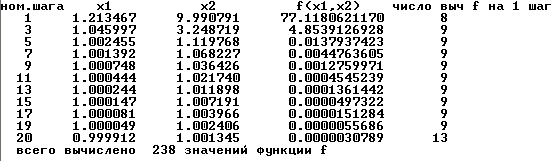 ном.шага x1 x2 f(x1,x2) число выч f на 1 шаг
1 1.213467 9.990791 77.1180621170 8
3 1.045997 3.248719 4.8539126928 9
5 1.002455 1.119768 0.0137937423 9
7 1.001392 1.068227 0.0044763605 9
9 1.000748 1.036426 0.0012759971 9
11 1.000444 1.021740 0.0004545239 9
13 1.000244 1.011898 0.0001361442 9
15 1.000147 1.007191 0.0000497322 9
17 1.000081 1.003966 0.0000151284 9
19 1.000049 1.002406 0.0000055686 9
20 0.999912 1.001345 0.0000030789 13
всего вычислено 238 значений функции f